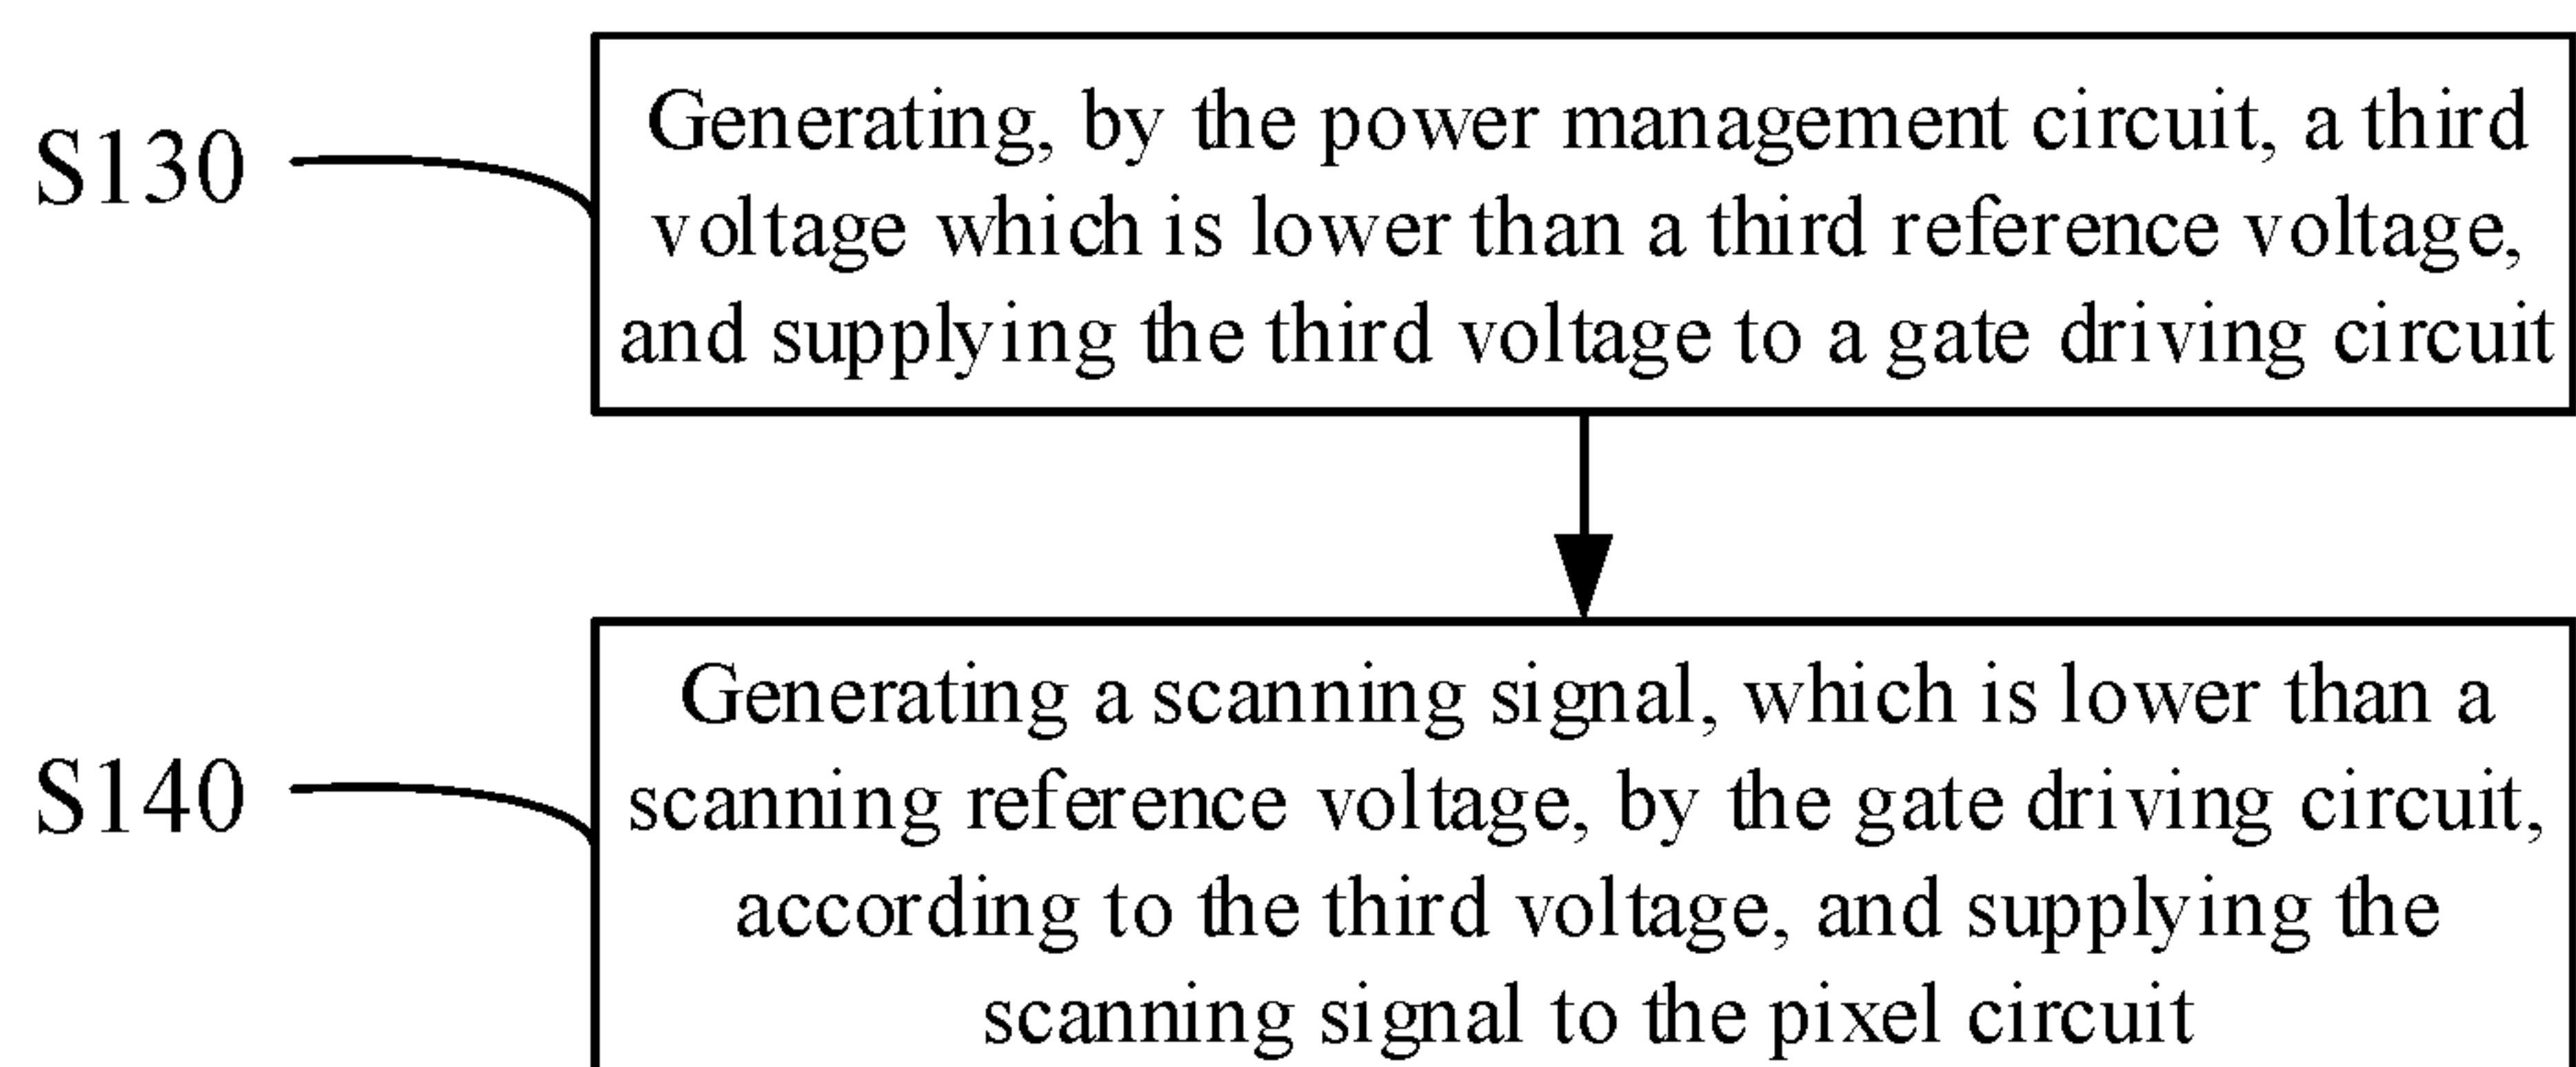 S130
Generating, by the power management circuit, a third
voltage which is lower than a third reference voltage,
and supplying the third voltage to a gate driving circuit
S140
Generating a scanning signal, which is lower than a
scanning reference voltage, by the gate driving circuit,
according to the third voltage, and supplying the
scanning signal to the pixel circuit